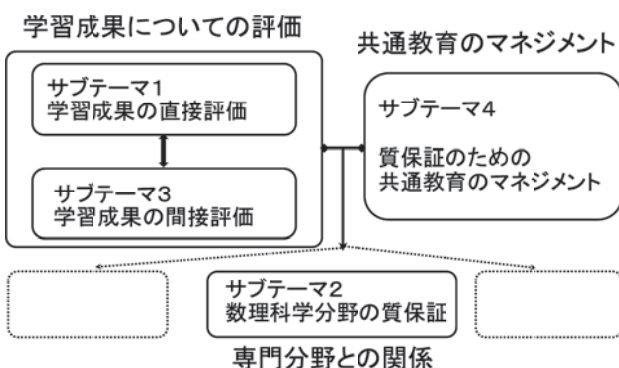 学習成果についての評価
共通教育のマネジメント
サブテーマ1
学習成果の直接評価
サブテーマ3
学習成果の間接評価
サブテーマ4
質保証のための
共通教育のマネジメント
サブテーマ2
数理科学分野の質保証
専門分野との関係